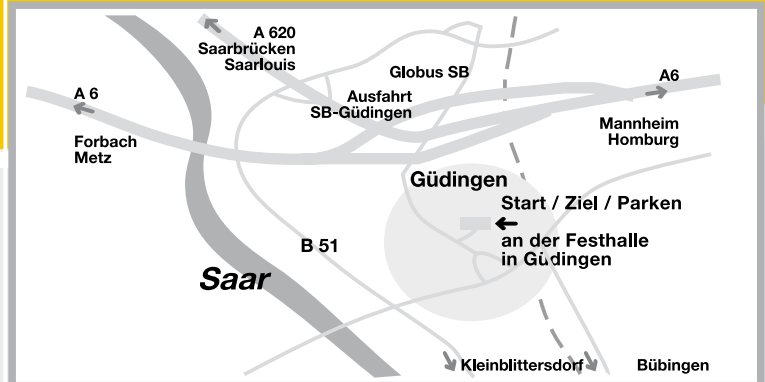 A 620
Saarbrücken
Saarlouis
Globus SB
A 6
A6
Ausfahrt
SB-Güdingen
Forbach
Metz
Mannheim
Homburg
Güdingen
Start / Ziel / Parken
an der Festhalle
in Güdingen
B 51
Saar
Kleinblittersdorf
Bübingen